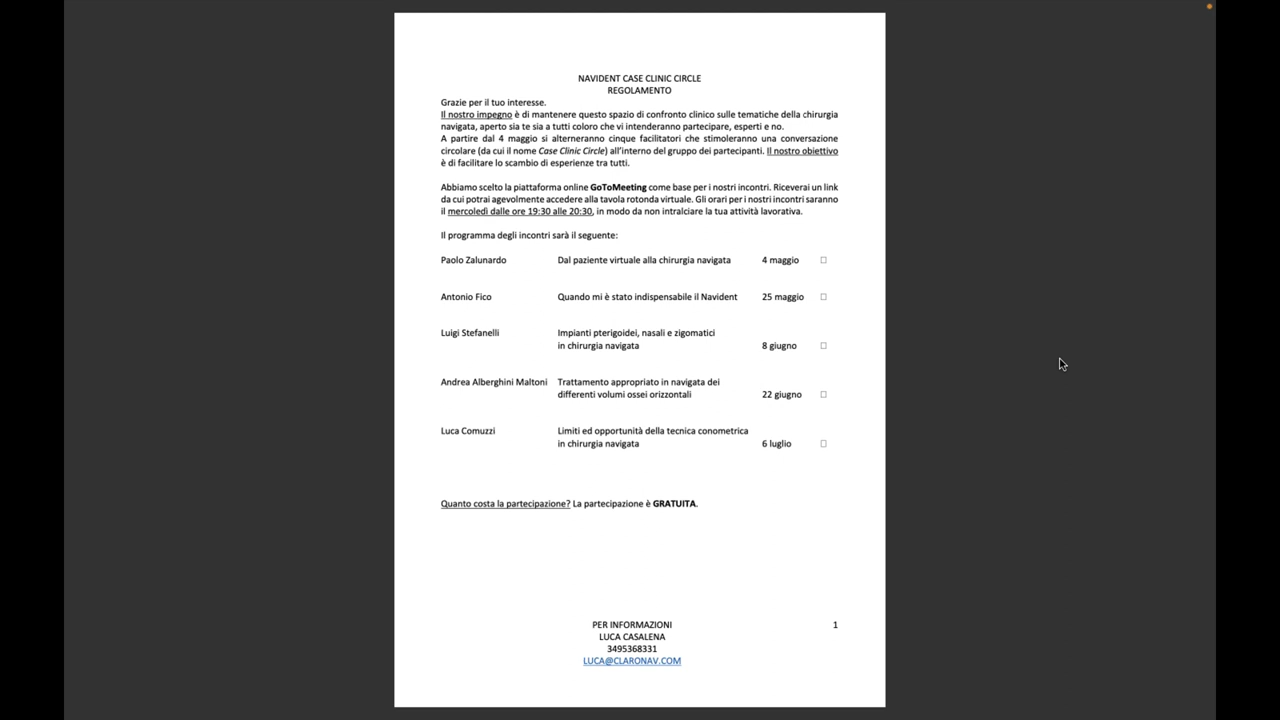 NAVIDENT CASE CLINIC CIRCLE
REGOLAMENTO
Grazie per il tuo interesse.
Il nostro impegno è di mantenere questo spazio di confronto clinico sulle tematiche della chirurgia
navigata, aperto sia te sia a tutti coloro che vi intenderanno partecipare, esperti e no.
A partire dal 4 maggio si alterneranno cinque facilitatori che stimoleranno una conversazione
circolare (da cui il nome Case Clinic Circle) all'interno del gruppo dei partecipanti. Il nostro obiettivo
è di facilitare lo scambio di esperienze tra tutti.
Abbiamo scelto la piattaforma online GoToMeeting come base per i nostri incontri. Riceverai un link
da cui potrai agevolmente accedere alla tavola rotonda virtuale. Gli orari per i nostri incontri saranno
il mercoledì dalle ore 19:30 alle 20:30, in modo da non intralciare la tua attività lavorativa.
Il programma degli incontri sarà il seguente:
Paolo Zalunardo Dal paziente virtuale alla chirurgia navigata 4 maggio ☐
Antonio Fico Quando mi è stato indispensabile il Navident 25 maggio ☐
Luigi Stefanelli Impianti pterigoidei, nasali e zigomatici
in chirurgia navigata 8 giugno ☐
Andrea Alberghini Maltoni Trattamento appropriato in navigata dei
differenti volumi ossei orizzontali 22 giugno ☐
Luca Comuzzi Limiti ed opportunità della tecnica conometrica
in chirurgia navigata 6 luglio ☐
Quanto costa la partecipazione? La partecipazione è GRATUITA.
PER INFORMAZIONI 1
LUCA CASALENA
3495368331
LUCA@CLARONAV.COM